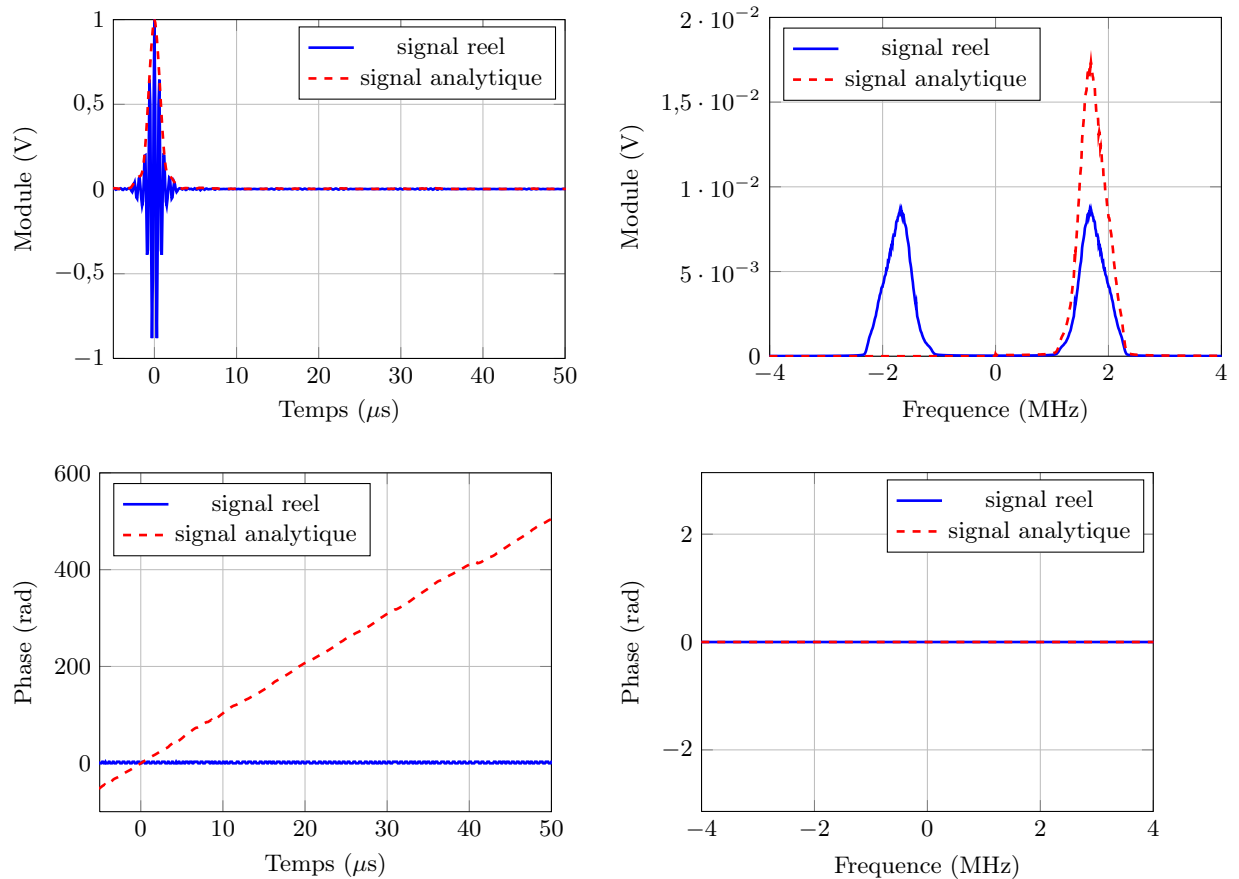 1
0,5
0
−0,5
−1
Module (V)
signal reel
signal analytique
0 10 20 30 40 50
Temps (μs)
2 · 10⁻²
1,5 · 10⁻²
1 · 10⁻²
5 · 10⁻³
0
Module (V)
signal reel
signal analytique
−4 −2 0 2 4
Frequence (MHz)
600
400
200
0
Phase (rad)
signal reel
signal analytique
0 10 20 30 40 50
Temps (μs)
2
0
−2
Phase (rad)
signal reel
signal analytique
−4 −2 0 2 4
Frequence (MHz)